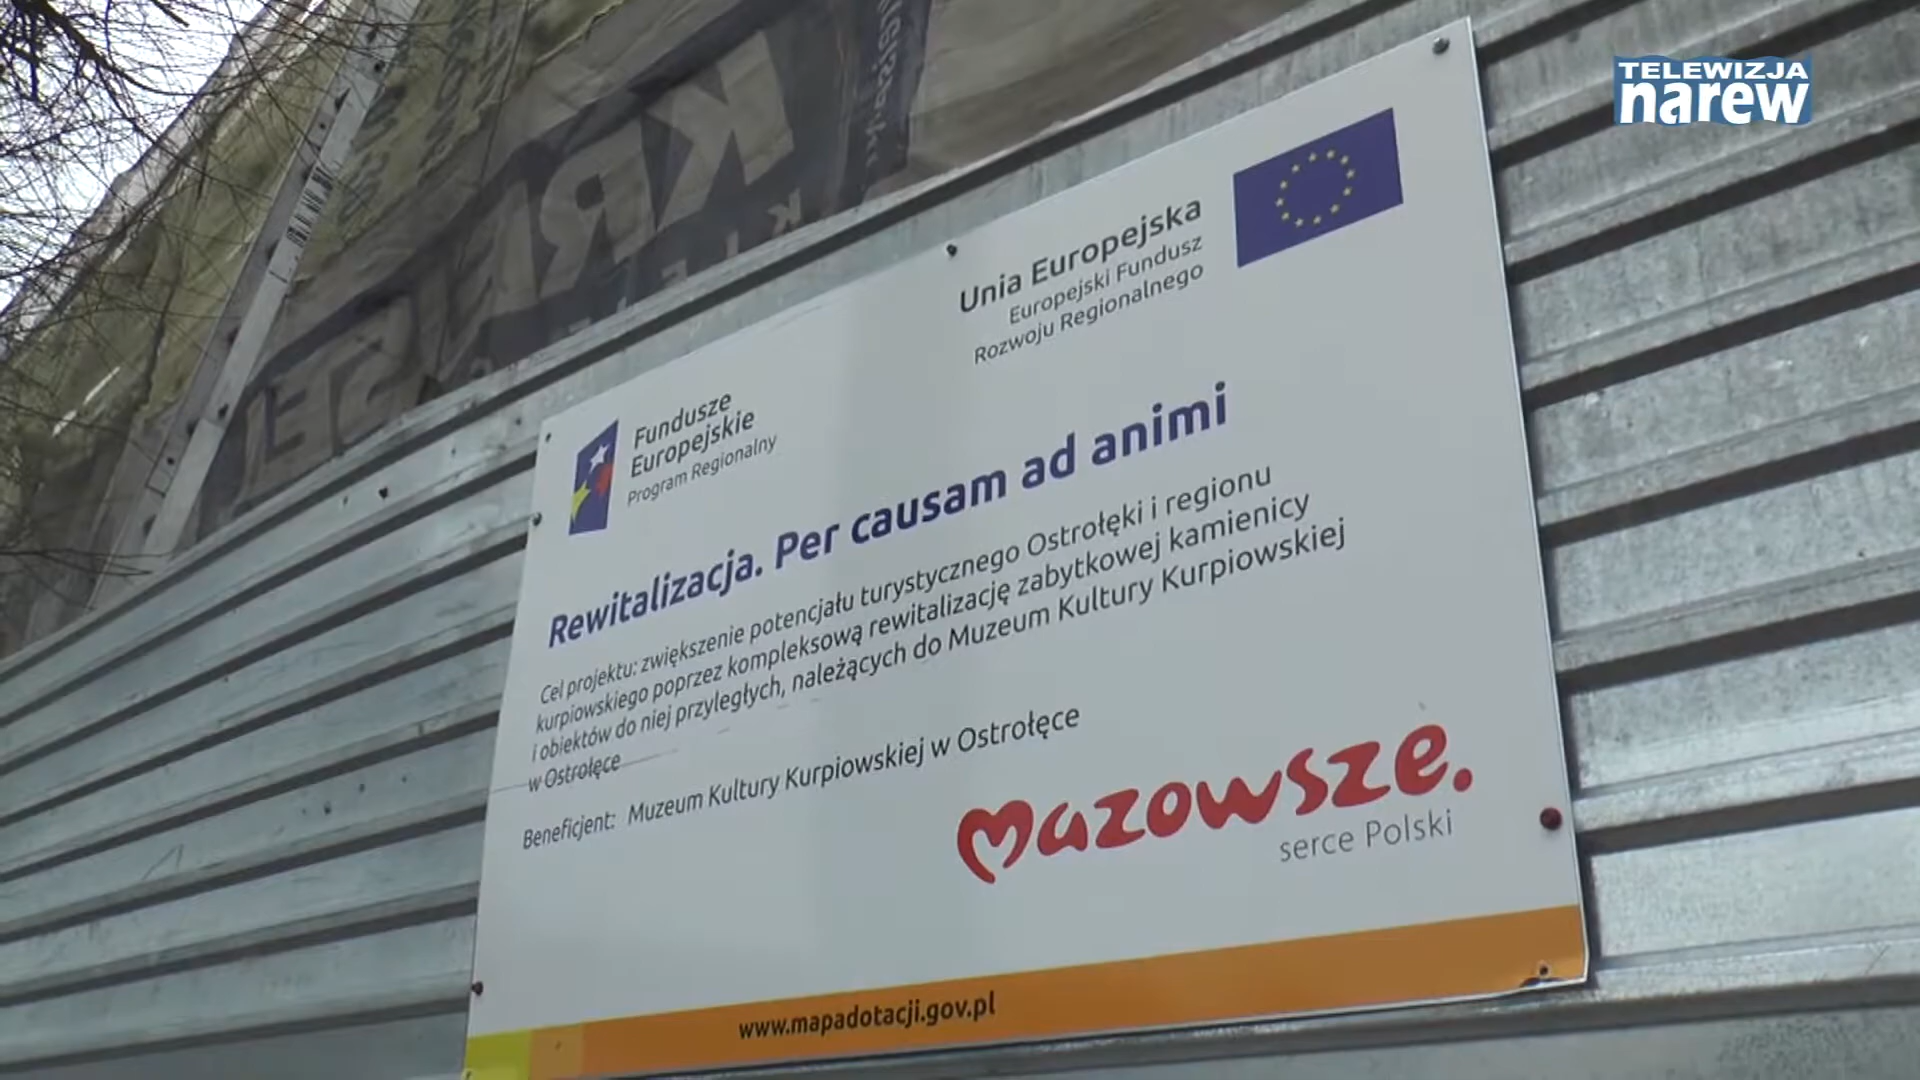 TELEWIZJA
narew
Unia Europejska
Europejski Fundusz
Rozwoju Regionalnego
Fundusze
Europejskie
Program Regionalny
Rewitalizacja. Per causam ad animi
Cel projektu: zwiększenie potencjału turystycznego Ostrołęki i regionu
kurpiowskiego poprzez kompleksową rewitalizację zabytkowej kamienicy
i obiektów do niej przyległych, należących do Muzeum Kultury Kurpiowskiej
w Ostrołęce
Beneficjent: Muzeum Kultury Kurpiowskiej w Ostrołęce
mazowsze.
serce Polski
www.mapadotacji.gov.pl